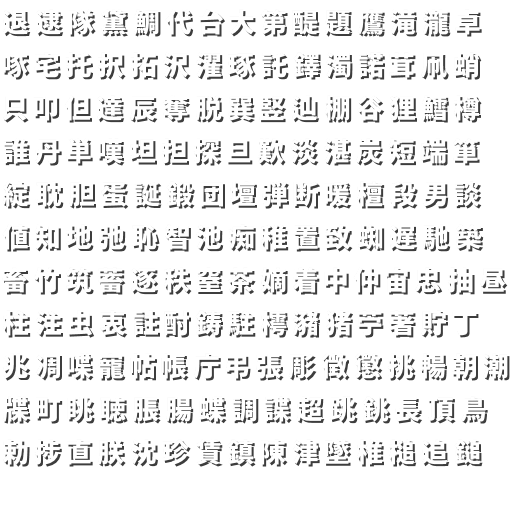 退逮隊黛鯛代台大第醍題鷹滝瀧卓
啄宅托択拓沢濯琢託鐸濁諾茸凧蛸
只叩但達辰奪脱巽竪辿棚谷狸鱈樽
誰丹単嘆坦担探旦歎淡湛炭短端箪
綻耽胆蛋誕鍛団壇弾断暖檀段男談
値知地弛恥智池痴稚置致蜘遅馳築
畜竹筑蓄逐秩窒茶嫡着中仲宙忠抽昼
柱注虫衷註酎鋳駐樗瀦猪苧著貯丁
兆凋喋寵帖帳庁弔張彫徴懲挑暢朝潮
牒町眺聴脹腸蝶調諜超跳銚長頂鳥
勅捗直朕沈珍賃鎮陳津墜椎槌追鎚